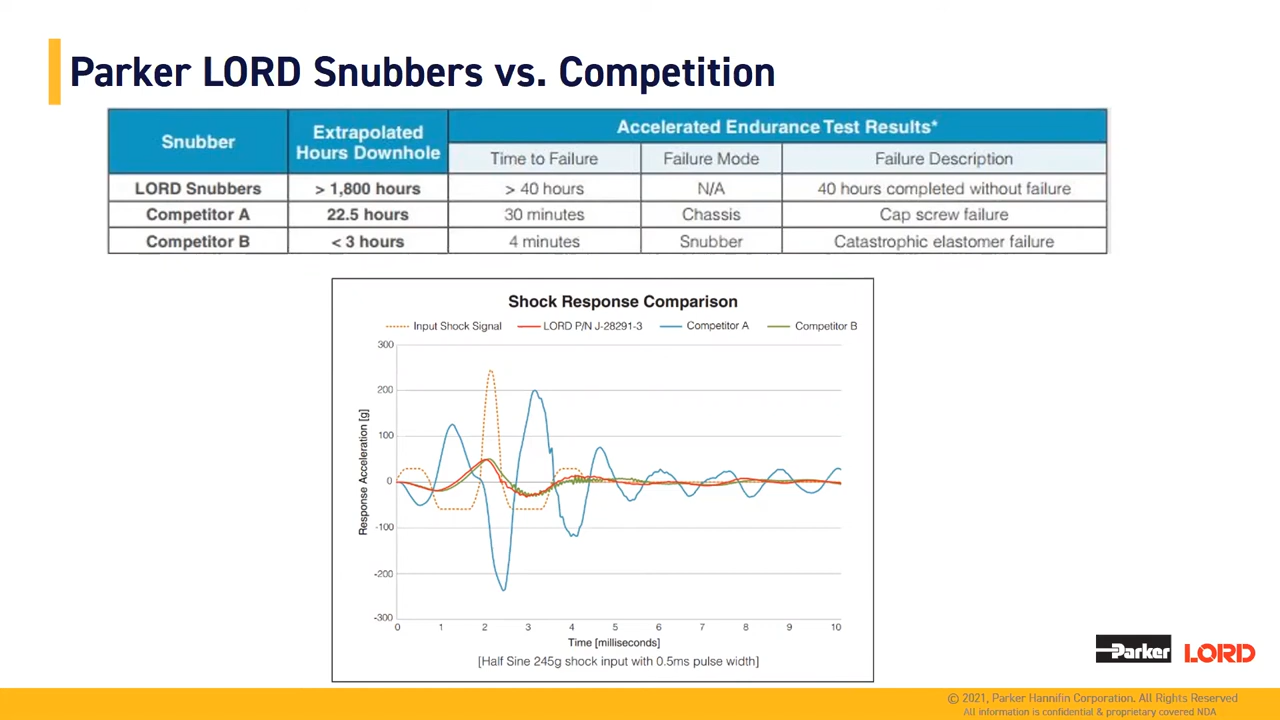 Parker LORD Snubbers vs. Competition
Snubber
Extrapolated
Hours Downhole
Accelerated Endurance Test Results*
Time to Failure
Failure Mode
Failure Description
LORD Snubbers
> 1,800 hours
> 40 hours
N/A
40 hours completed without failure
Competitor A
22.5 hours
30 minutes
Chassis
Cap screw failure
Competitor B
< 3 hours
4 minutes
Snubber
Catastrophic elastomer failure
Shock Response Comparison
Input Shock Signal
LORD P/N J-28291-3
Competitor A
Competitor B
300
200
100
0
-100
-200
-300
Response Acceleration [g]
0 1 2 3 4 5 6 7 8 9 10
Time [milliseconds]
[Half Sine 245g shock input with 0.5ms pulse width]
Parker LORD
© 2021, Parker Hannifin Corporation. All Rights Reserved
All information is confidential & proprietary covered NDA